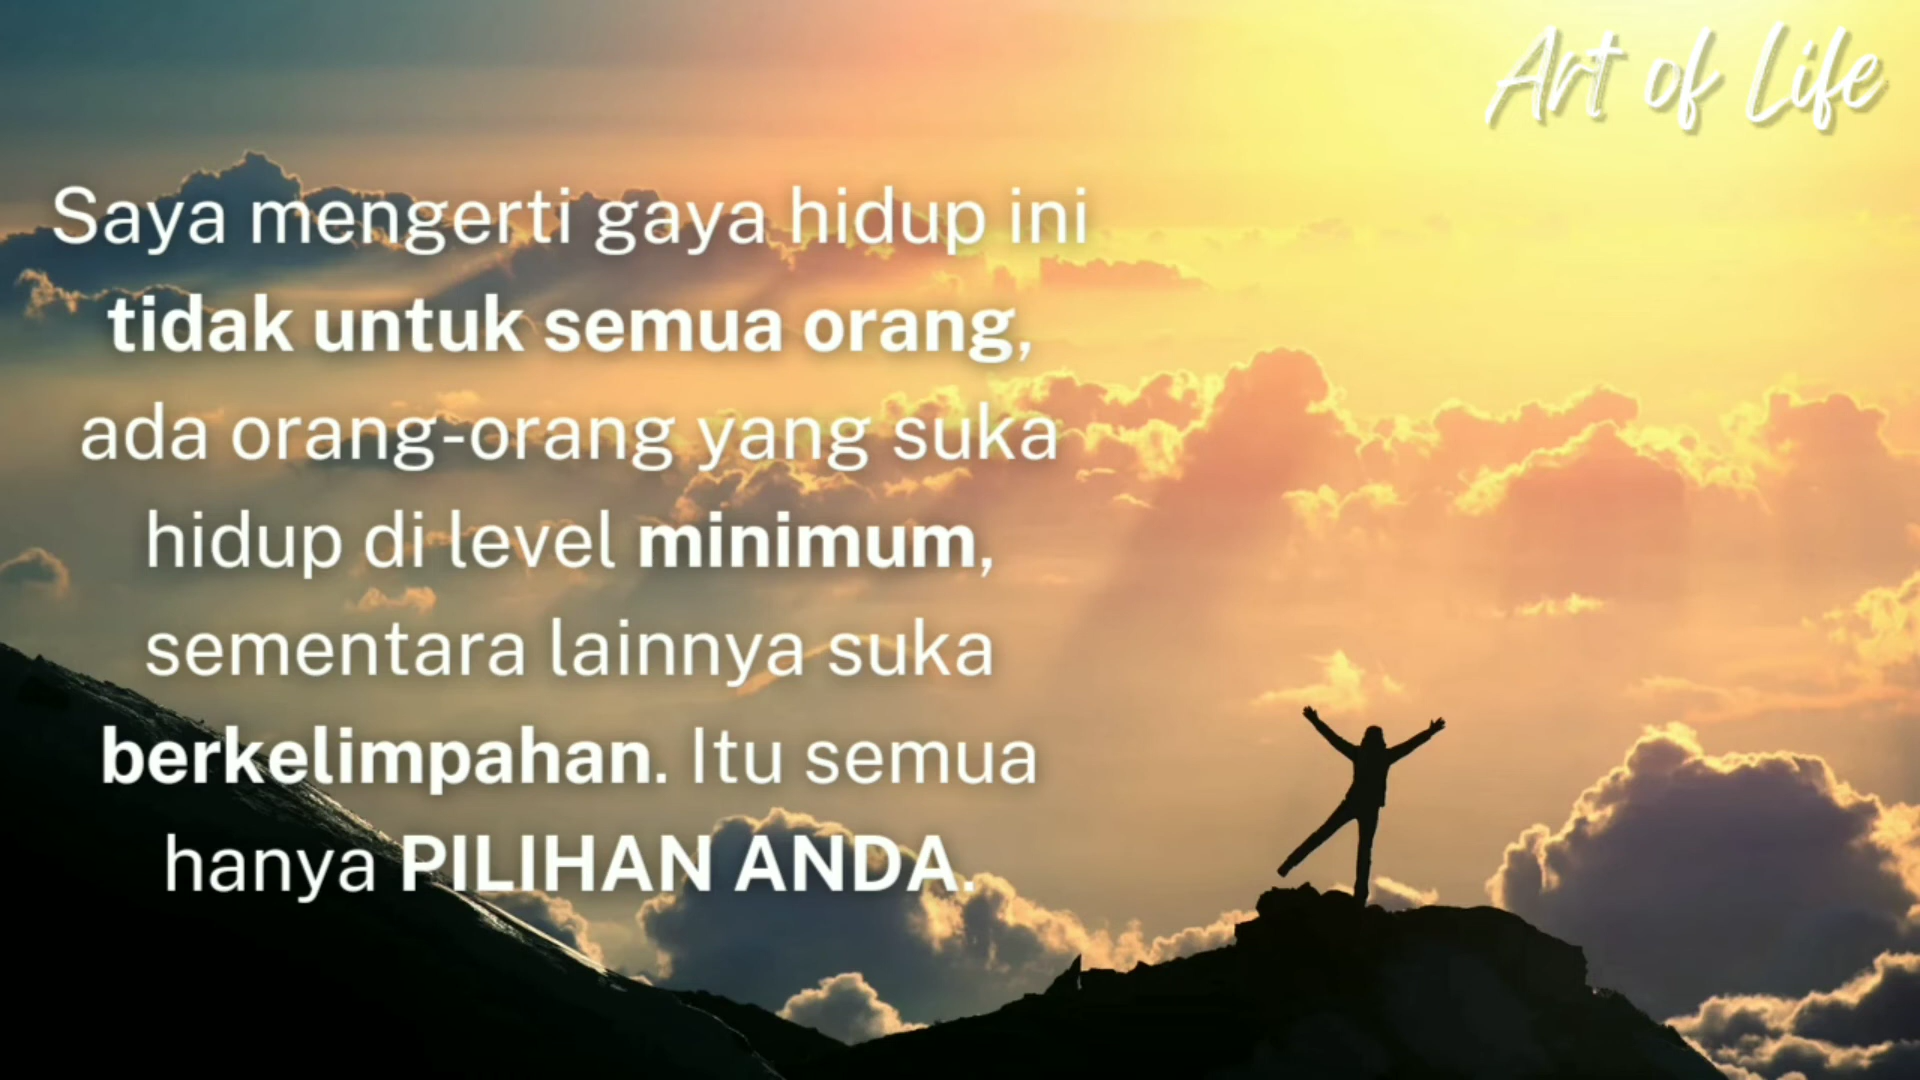 Art of Life
Saya mengerti gaya hidup ini
tidak untuk semua orang,
ada orang-orang yang suka
hidup di level minimum,
sementara lainnya suka
berkelimpahan. Itu semua
hanya PILIHAN ANDA.